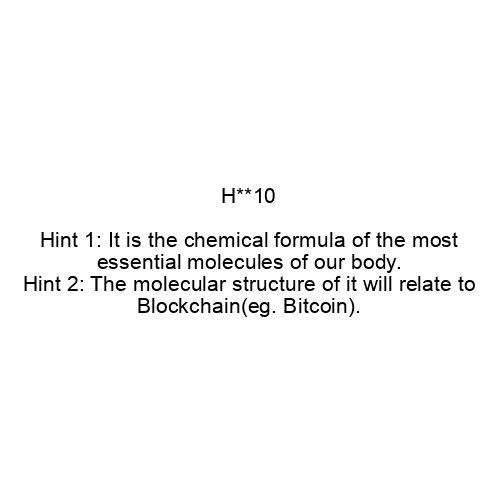 H**10
Hint 1: It is the chemical formula of the most
essential molecules of our body.
Hint 2: The molecular structure of it will relate to
Blockchain(eg. Bitcoin).